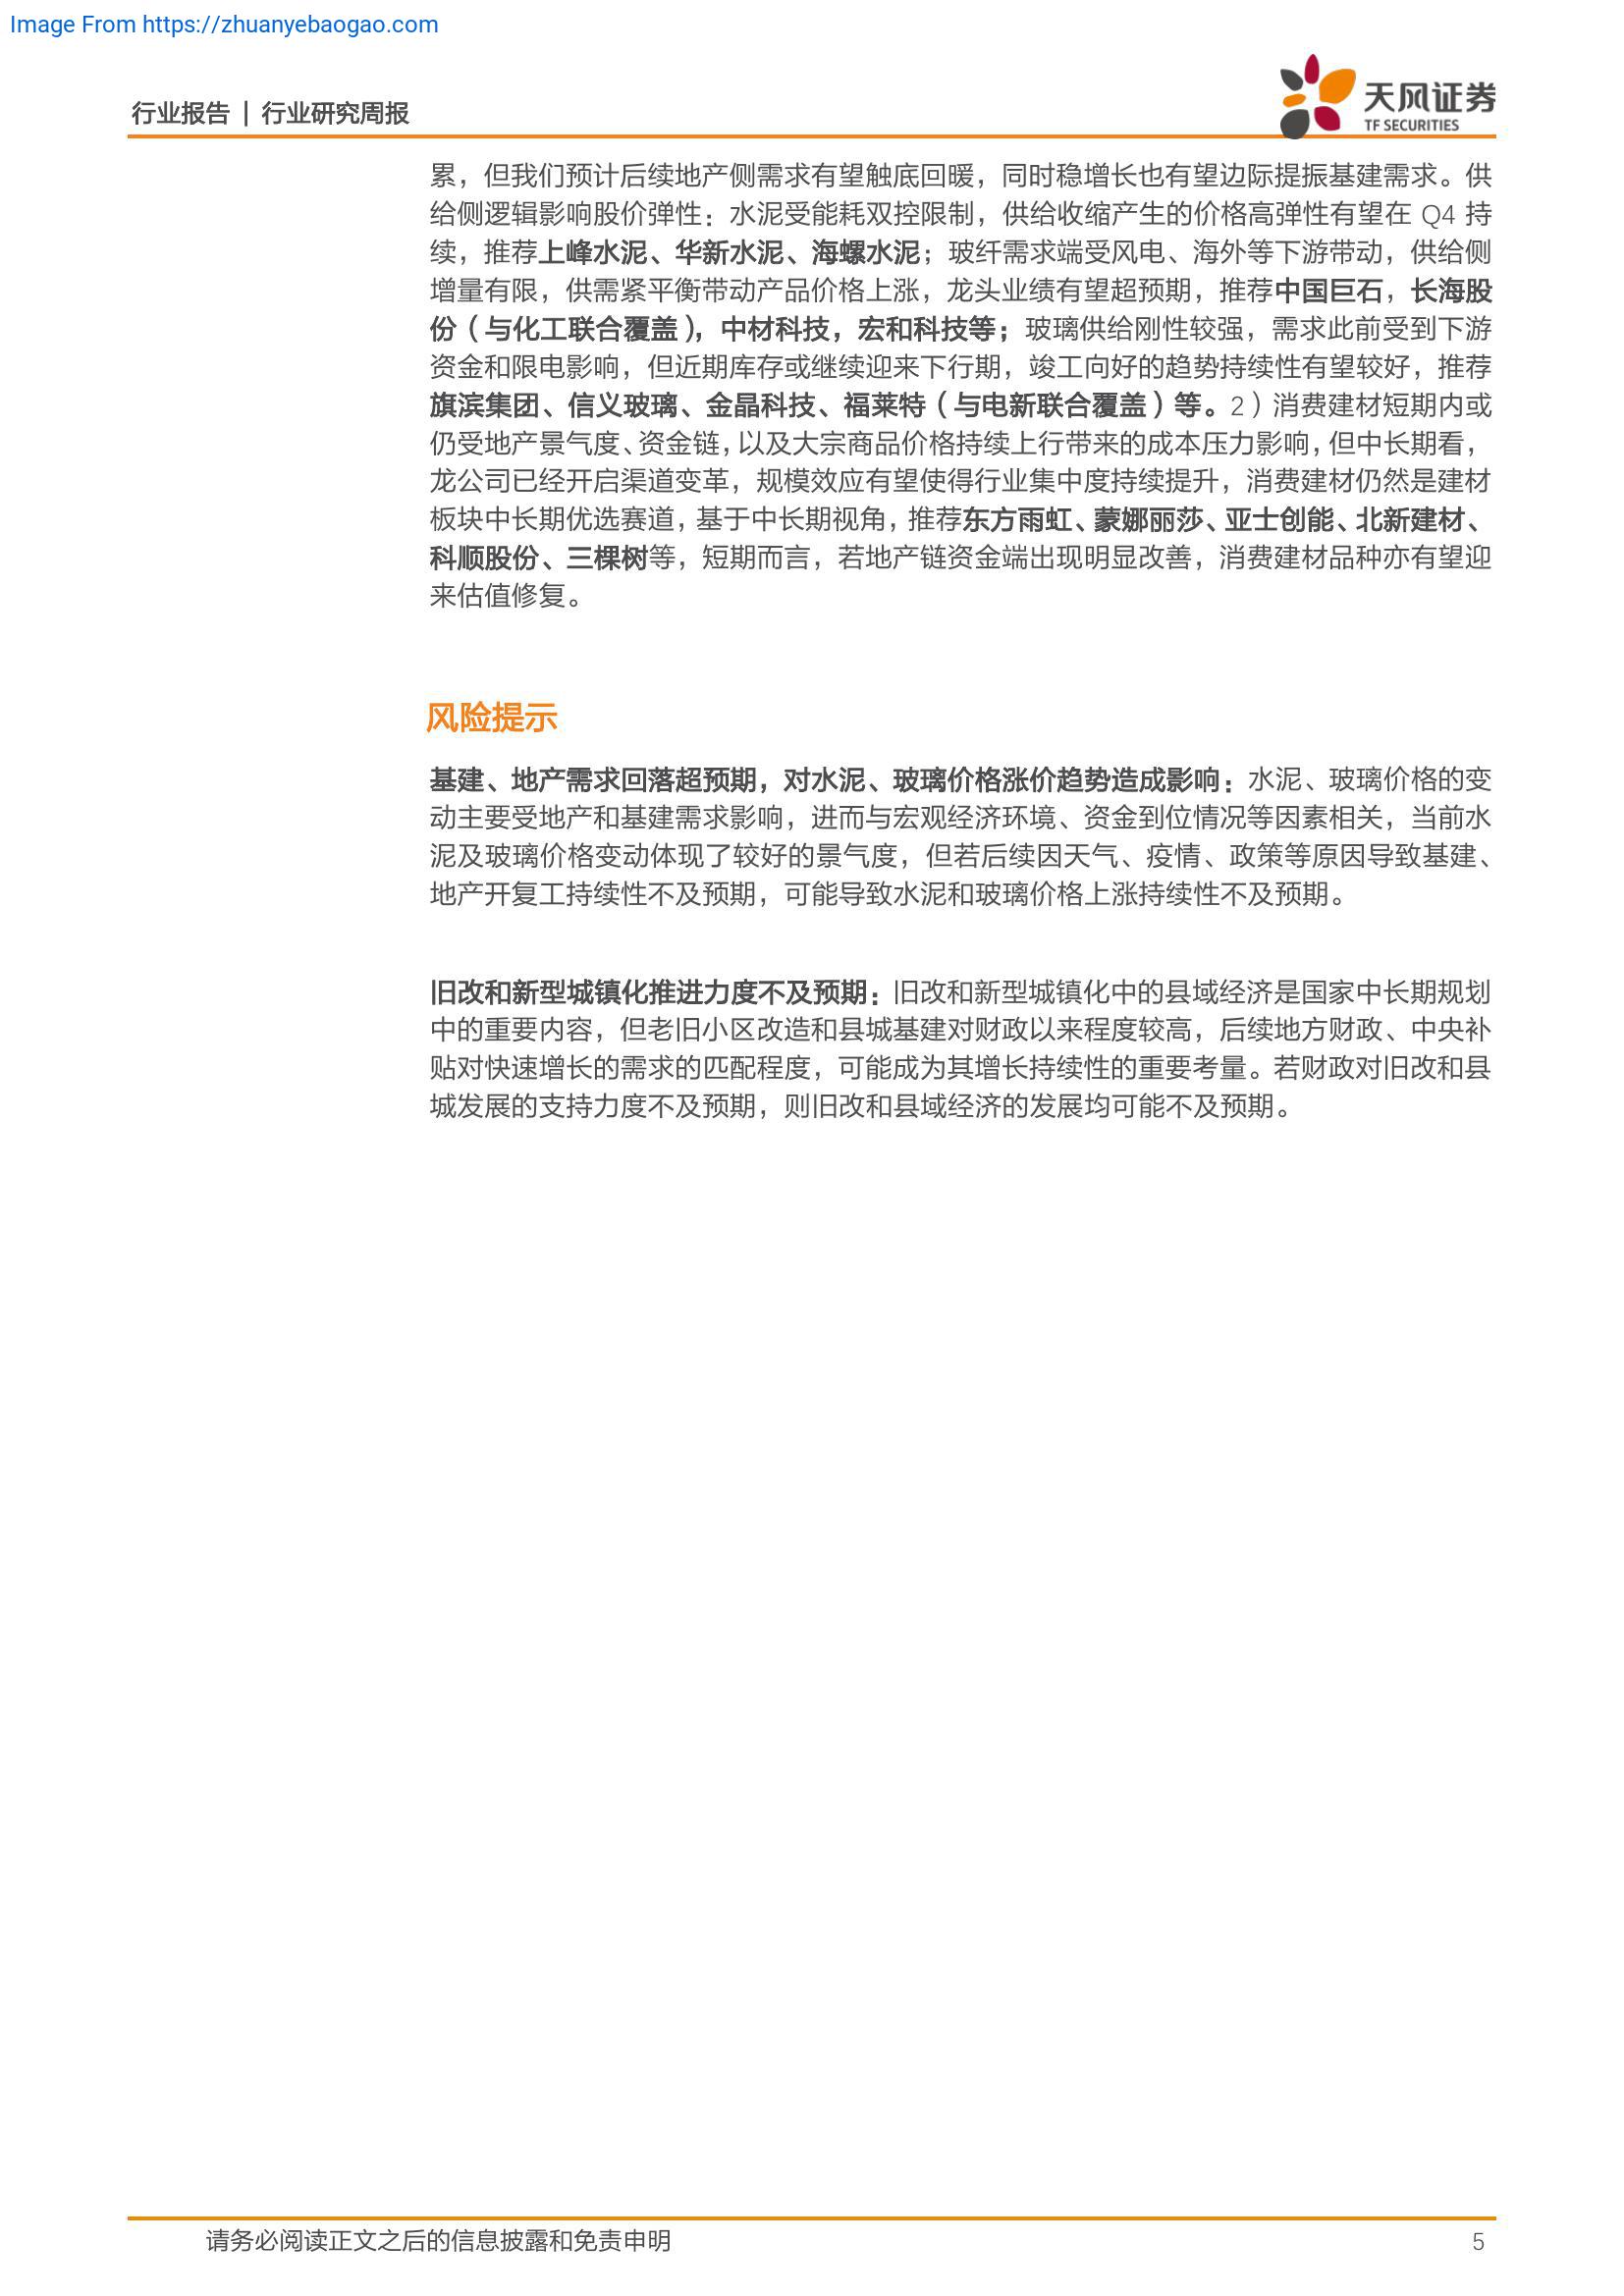 Image From https://zhuanyebaogao.com
行业报告 | 行业研究周报
天风证券
TF SECURITIES
累，但我们预计后续地产侧需求有望触底回暖，同时稳增长也有望边际提振基建需求。供
给侧逻辑影响股价弹性：水泥受能耗双控限制，供给收缩产生的价格高弹性有望在 Q4 持
续，推荐上峰水泥、华新水泥、海螺水泥；玻纤需求端受风电、海外等下游带动，供给侧
增量有限，供需紧平衡带动产品价格上涨，龙头业绩有望超预期，推荐中国巨石，长海股
份（与化工联合覆盖），中材科技，宏和科技等；玻璃供给刚性较强，需求此前受到下游
资金和限电影响，但近期库存或继续迎来下行期，竣工向好的趋势持续性有望较好，推荐
旗滨集团、信义玻璃、金晶科技、福莱特（与电新联合覆盖）等。2）消费建材短期内或
仍受地产景气度、资金链，以及大宗商品价格持续上行带来的成本压力影响，但中长期看，
龙公司已经开启渠道变革，规模效应有望使得行业集中度持续提升，消费建材仍然是建材
板块中长期优选赛道，基于中长期视角，推荐东方雨虹、蒙娜丽莎、亚士创能、北新建材、
科顺股份、三棵树等，短期而言，若地产链资金端出现明显改善，消费建材品种亦有望迎
来估值修复。
风险提示
基建、地产需求回落超预期，对水泥、玻璃价格涨价趋势造成影响：水泥、玻璃价格的变
动主要受地产和基建需求影响，进而与宏观经济环境、资金到位情况等因素相关，当前水
泥及玻璃价格变动体现了较好的景气度，但若后续因天气、疫情、政策等原因导致基建、
地产开复工持续性不及预期，可能导致水泥和玻璃价格上涨持续性不及预期。
旧改和新型城镇化推进力度不及预期：旧改和新型城镇化中的县域经济是国家中长期规划
中的重要内容，但老旧小区改造和县城基建对财政以来程度较高，后续地方财政、中央补
贴对快速增长的需求的匹配程度，可能成为其增长持续性的重要考量。若财政对旧改和县
城发展的支持力度不及预期，则旧改和县域经济的发展均可能不及预期。
请务必阅读正文之后的信息披露和免责申明
5